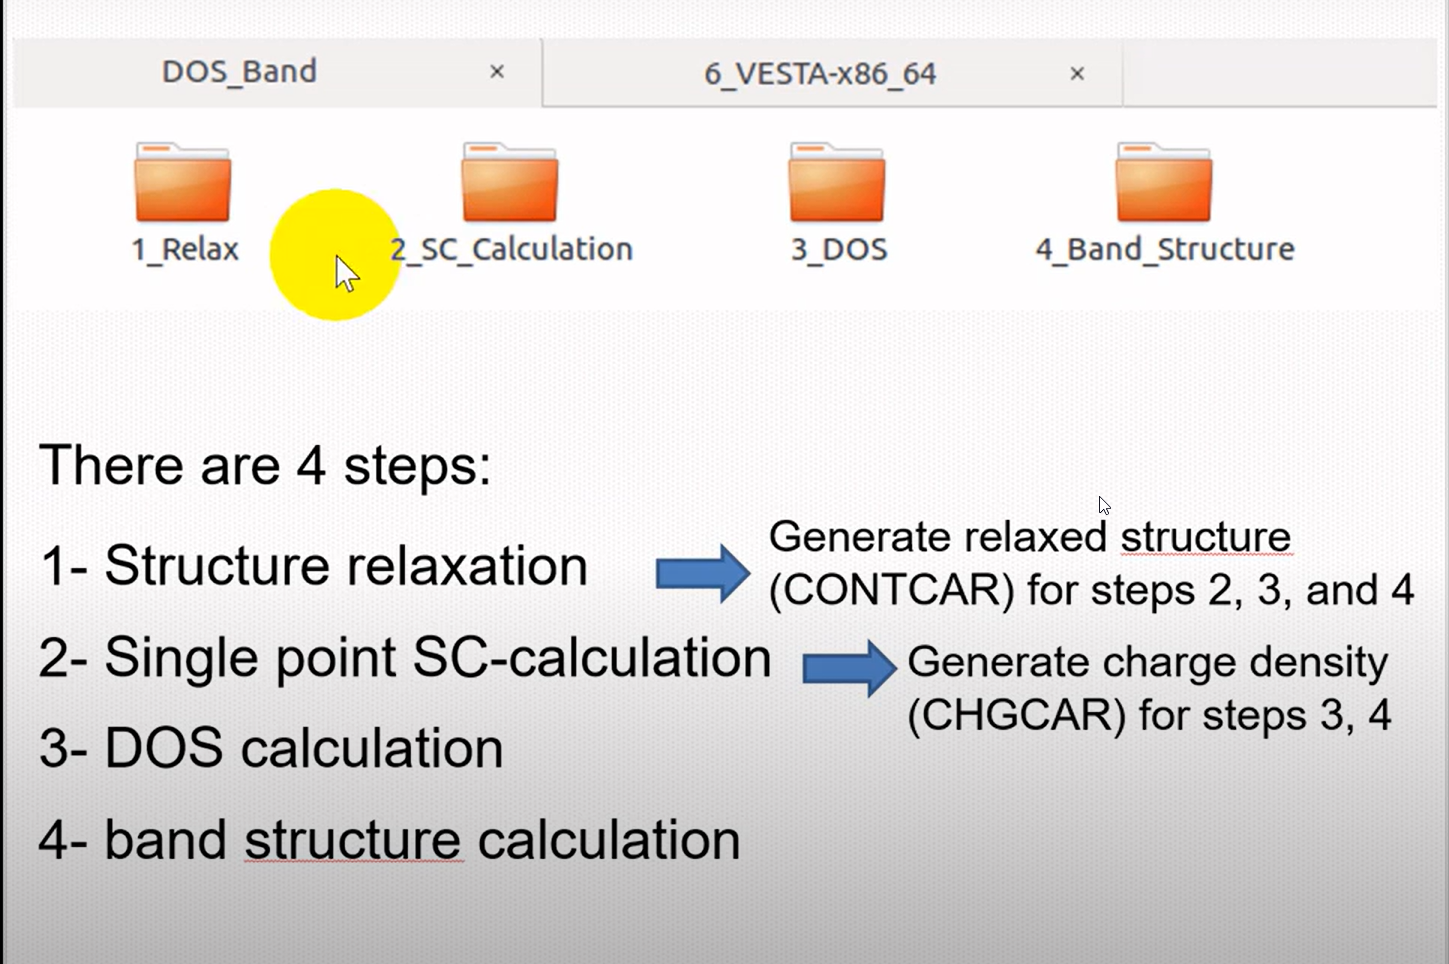 DOS_Band × 6_VESTA-x86_64 ×
1_Relax 2_SC_Calculation 3_DOS 4_Band_Structure
There are 4 steps:
1- Structure relaxation
Generate relaxed structure
(CONTCAR) for steps 2, 3, and 4
2- Single point SC-calculation
Generate charge density
(CHGCAR) for steps 3, 4
3- DOS calculation
4- band structure calculation